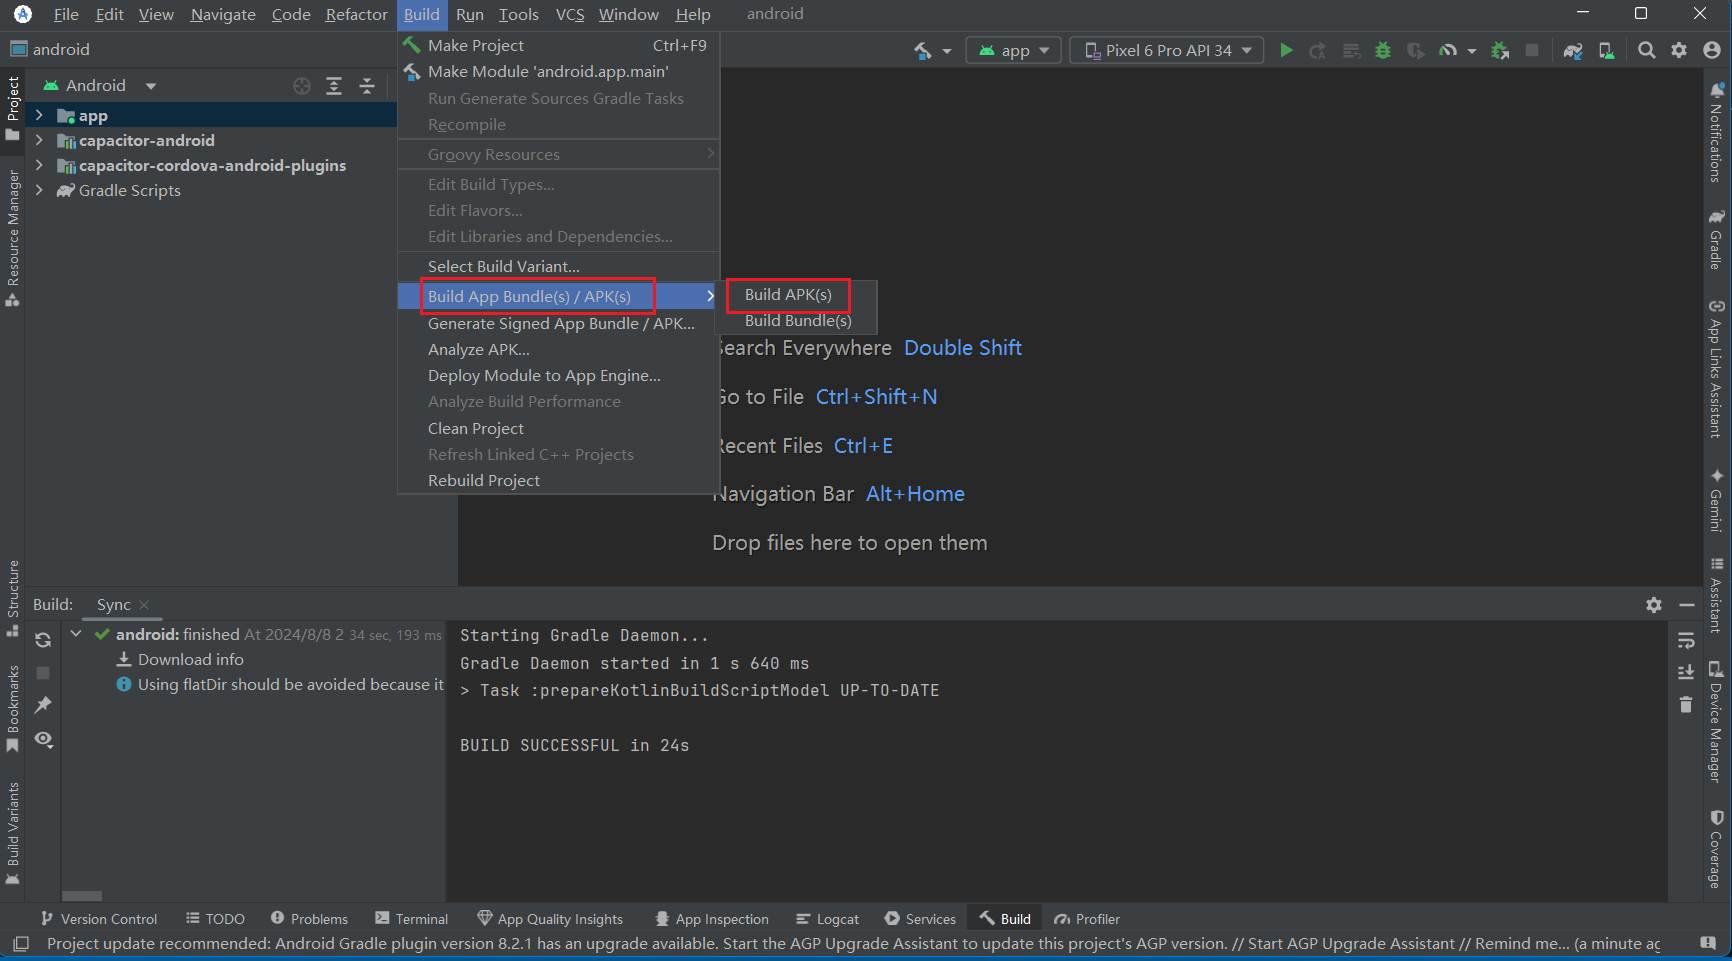 File Edit View Navigate Code Refactor Build Run Tools VCS Window Help android
android
app Pixel 6 Pro API 34
Project
Resource Manager
Structure
Bookmarks
Build Variants
Android
app
capacitor-android
capacitor-cordova-android-plugins
Gradle Scripts
Make Project Ctrl+F9
Make Module 'android.app.main'
Run Generate Sources Gradle Tasks
Recompile
Groovy Resources
Edit Build Types...
Edit Flavors...
Edit Libraries and Dependencies...
Select Build Variant...
Build App Bundle(s) / APK(s)
Generate Signed App Bundle / APK...
Analyze APK...
Deploy Module to App Engine...
Analyze Build Performance
Clean Project
Refresh Linked C++ Projects
Rebuild Project
Build APK(s)
Build Bundle(s)
Search Everywhere Double Shift
Go to File Ctrl+Shift+N
Recent Files Ctrl+E
Navigation Bar Alt+Home
Drop files here to open them
Notifications
Gradle
App Links Assistant
Gemini
Assistant
Device Manager
Coverage
Build: Sync
android: finished At 2024/8/8 2 34 sec, 193 ms
Download info
Using flatDir should be avoided because it
Starting Gradle Daemon...
Gradle Daemon started in 1 s 640 ms
> Task :prepareKotlinBuildScriptModel UP-TO-DATE
BUILD SUCCESSFUL in 24s
Version Control TODO Problems Terminal App Quality Insights App Inspection Logcat Services Build Profiler
Project update recommended: Android Gradle plugin version 8.2.1 has an upgrade available. Start the AGP Upgrade Assistant to update this project's AGP version. // Start AGP Upgrade Assistant // Remind me... (a minute ag